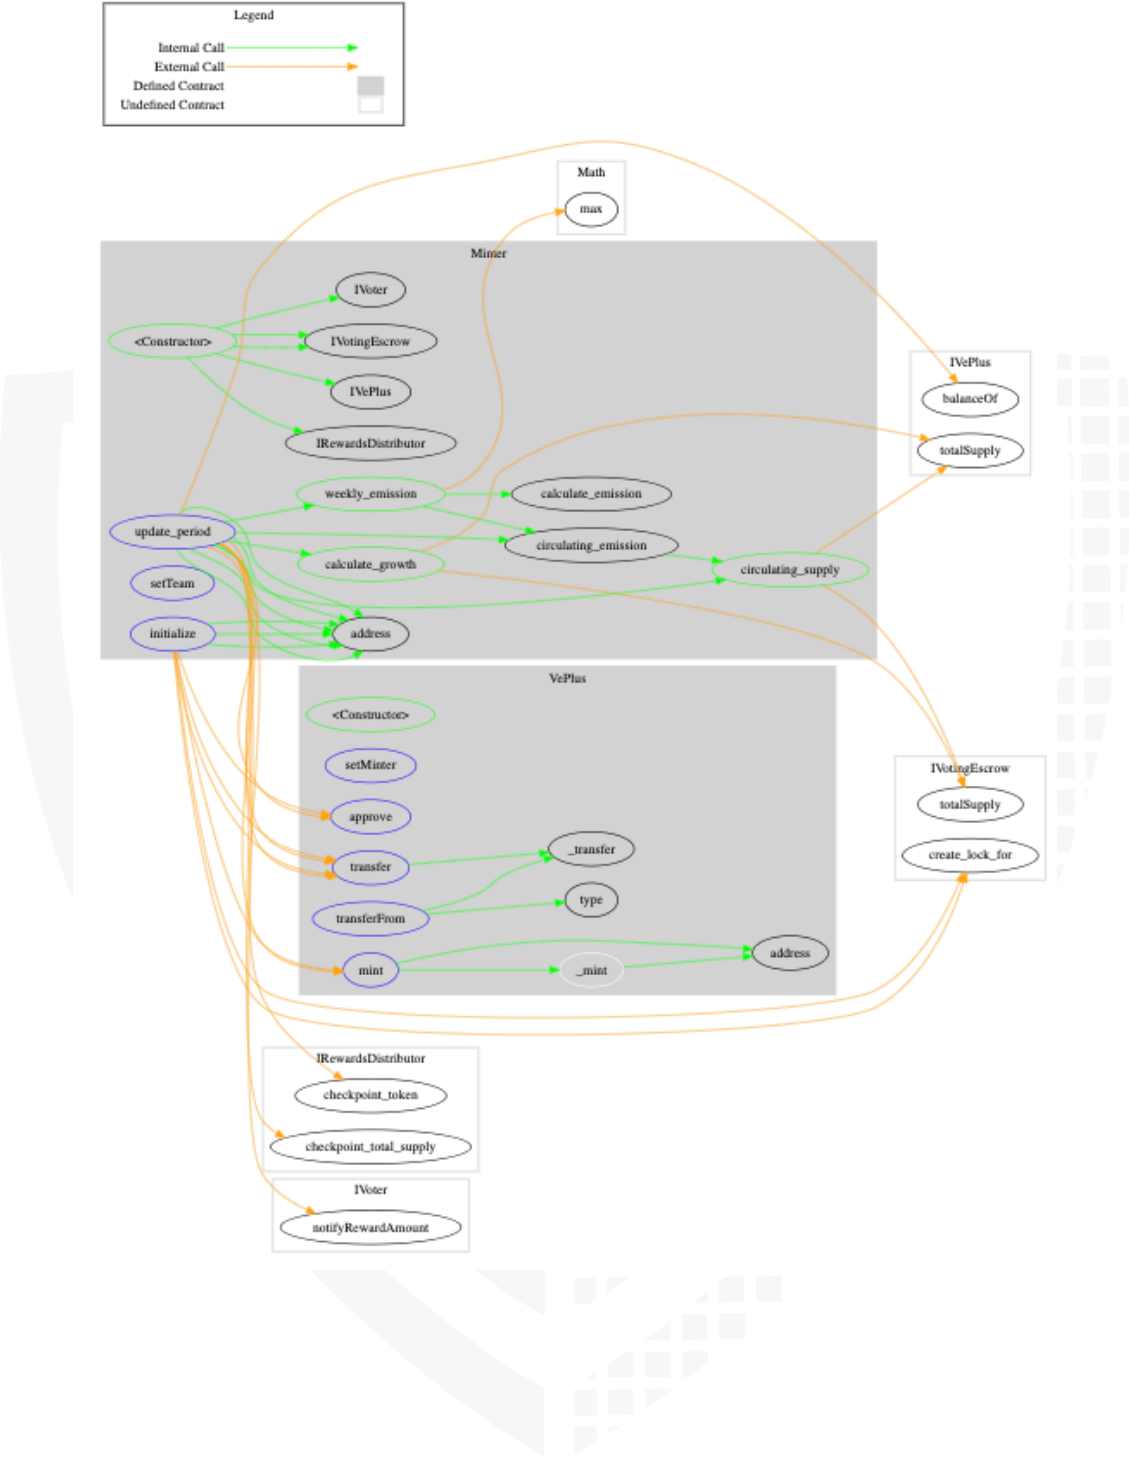 Legend
Internal Call
External Call
Defined Contract
Undefined Contract
Math
max
Minter
IVoter
<Constructor>
IVotingEscrow
IVePlus
IRewardsDistributor
weekly_emission
calculate_emission
update_period
circulating_emission
calculate_growth
circulating_supply
setTeam
initialize
address
IVePlus
balanceOf
totalSupply
VePlus
<Constructor>
setMinter
approve
transfer
_transfer
type
transferFrom
mint
_mint
address
IVotingEscrow
totalSupply
create_lock_for
IRewardsDistributor
checkpoint_token
checkpoint_total_supply
IVoter
notifyRewardAmount